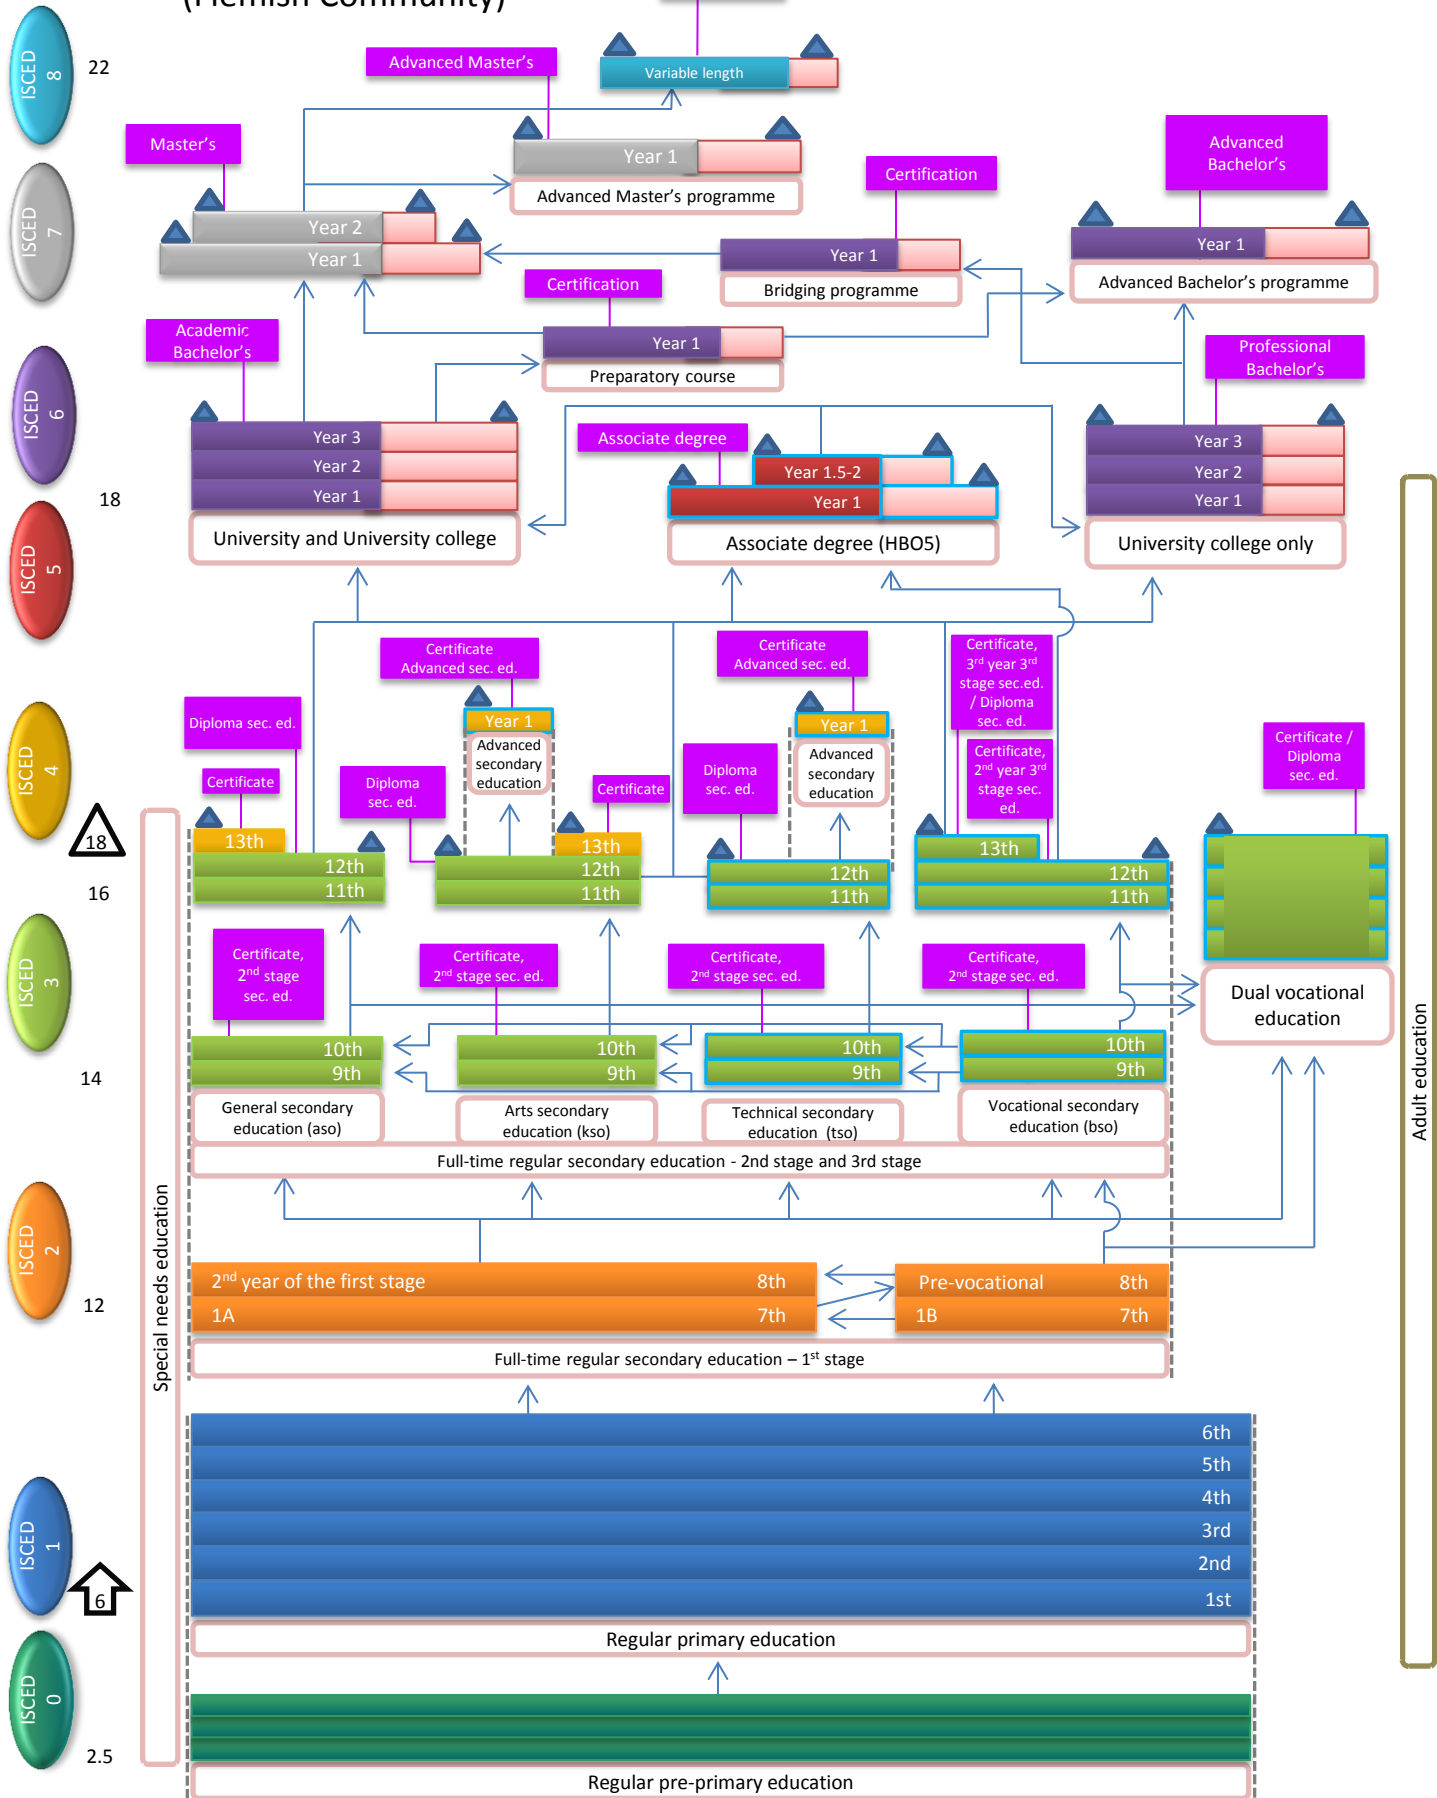 (Flemish Community)
ISCED 8
22
Advanced Master's
Variable length
Master's
Year 1
Advanced Master's programme
Certification
Advanced
Bachelor's
ISCED 7
Year 2
Year 1
Year 1
Bridging programme
Year 1
Advanced Bachelor's programme
Certification
Academic
Bachelor's
Year 1
Preparatory course
Professional
Bachelor's
ISCED 6
Year 3
Year 2
Year 1
University and University college
Associate degree
Year 1.5-2
Year 1
Associate degree (HBO5)
Year 3
Year 2
Year 1
University college only
18
ISCED 5
Certificate
Advanced sec. ed.
Certificate
Advanced sec. ed.
Certificate,
3rd year 3rd
stage sec.ed.
/ Diploma
sec. ed.
ISCED 4
Diploma sec. ed.
Certificate
Diploma
sec. ed.
Year 1
Advanced
secondary
education
Certificate
Diploma
sec. ed.
Year 1
Advanced
secondary
education
Certificate,
2nd year 3rd
stage sec.
ed.
Certificate /
Diploma
sec. ed.
18
13th
12th
11th
13th
12th
11th
12th
11th
13th
12th
11th
16
ISCED 3
Certificate,
2nd stage
sec. ed.
Certificate,
2nd stage sec. ed.
Certificate,
2nd stage sec. ed.
Certificate,
2nd stage sec. ed.
Dual vocational
education
10th
9th
10th
9th
10th
9th
10th
9th
14
General secondary
education (aso)
Arts secondary
education (kso)
Technical secondary
education (tso)
Vocational secondary
education (bso)
Full-time regular secondary education - 2nd stage and 3rd stage
Adult education
Special needs education
ISCED 2
2nd year of the first stage 8th
1A 7th
Pre-vocational 8th
1B 7th
12
Full-time regular secondary education – 1st stage
6th
5th
4th
3rd
2nd
1st
ISCED 1
6
Regular primary education
ISCED 0
2.5
Regular pre-primary education